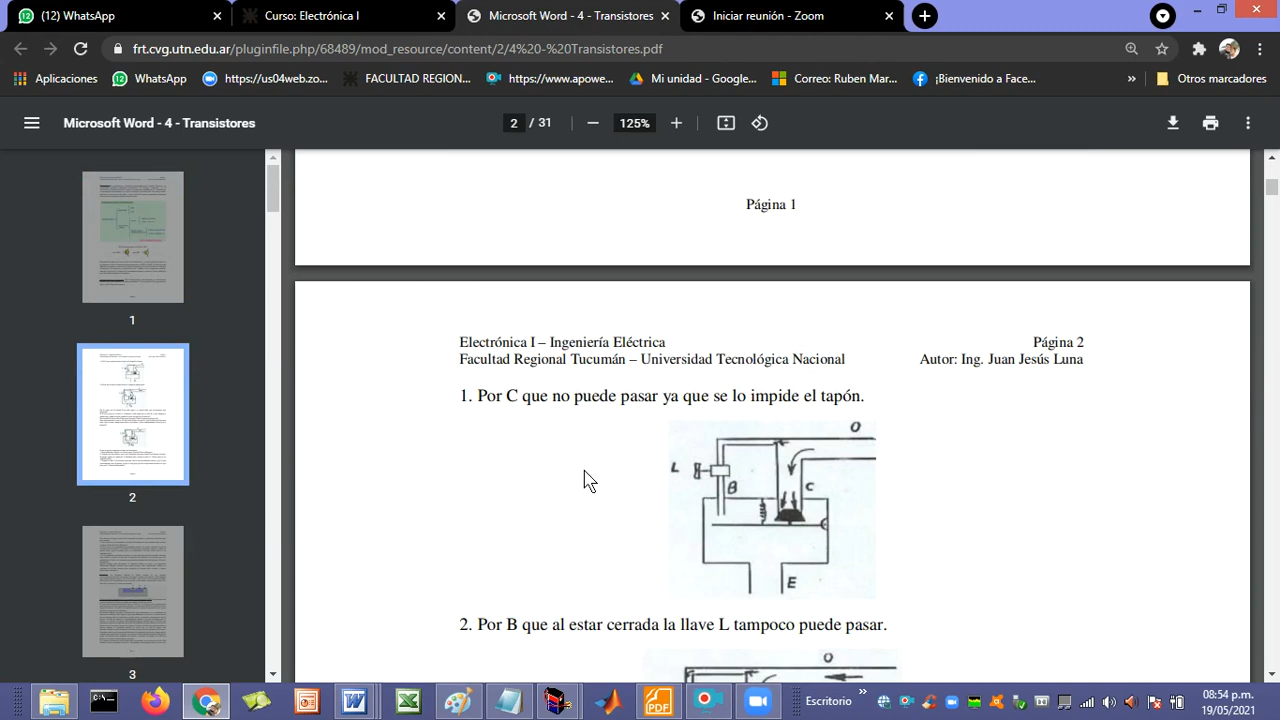 (12) WhatsApp
Curso: Electrónica I
Microsoft Word - 4 - Transistores
Iniciar reunión - Zoom
frt.cvg.utn.edu.ar/pluginfile.php/68489/mod_resource/content/2/4%20-%20Transistores.pdf
Aplicaciones
12
WhatsApp
https://us04web.zo...
FACULTAD REGION...
https://www.apowe...
Mi unidad - Google...
Correo: Ruben Mar...
¡Bienvenido a Face...
»
Otros marcadores
Microsoft Word - 4 - Transistores
2 / 31
125%
1
2
3
Página 1
Electrónica I – Ingeniería Eléctrica
Página 2
Facultad Regional Tucumán – Universidad Tecnológica Nacional
Autor: Ing. Juan Jesús Luna
1. Por C que no puede pasar ya que se lo impide el tapón.
O
L
B
C
E
2. Por B que al estar cerrada la llave L tampoco puede pasar.
O
PDF
Escritorio
»
08:54 p.m.
19/05/2021